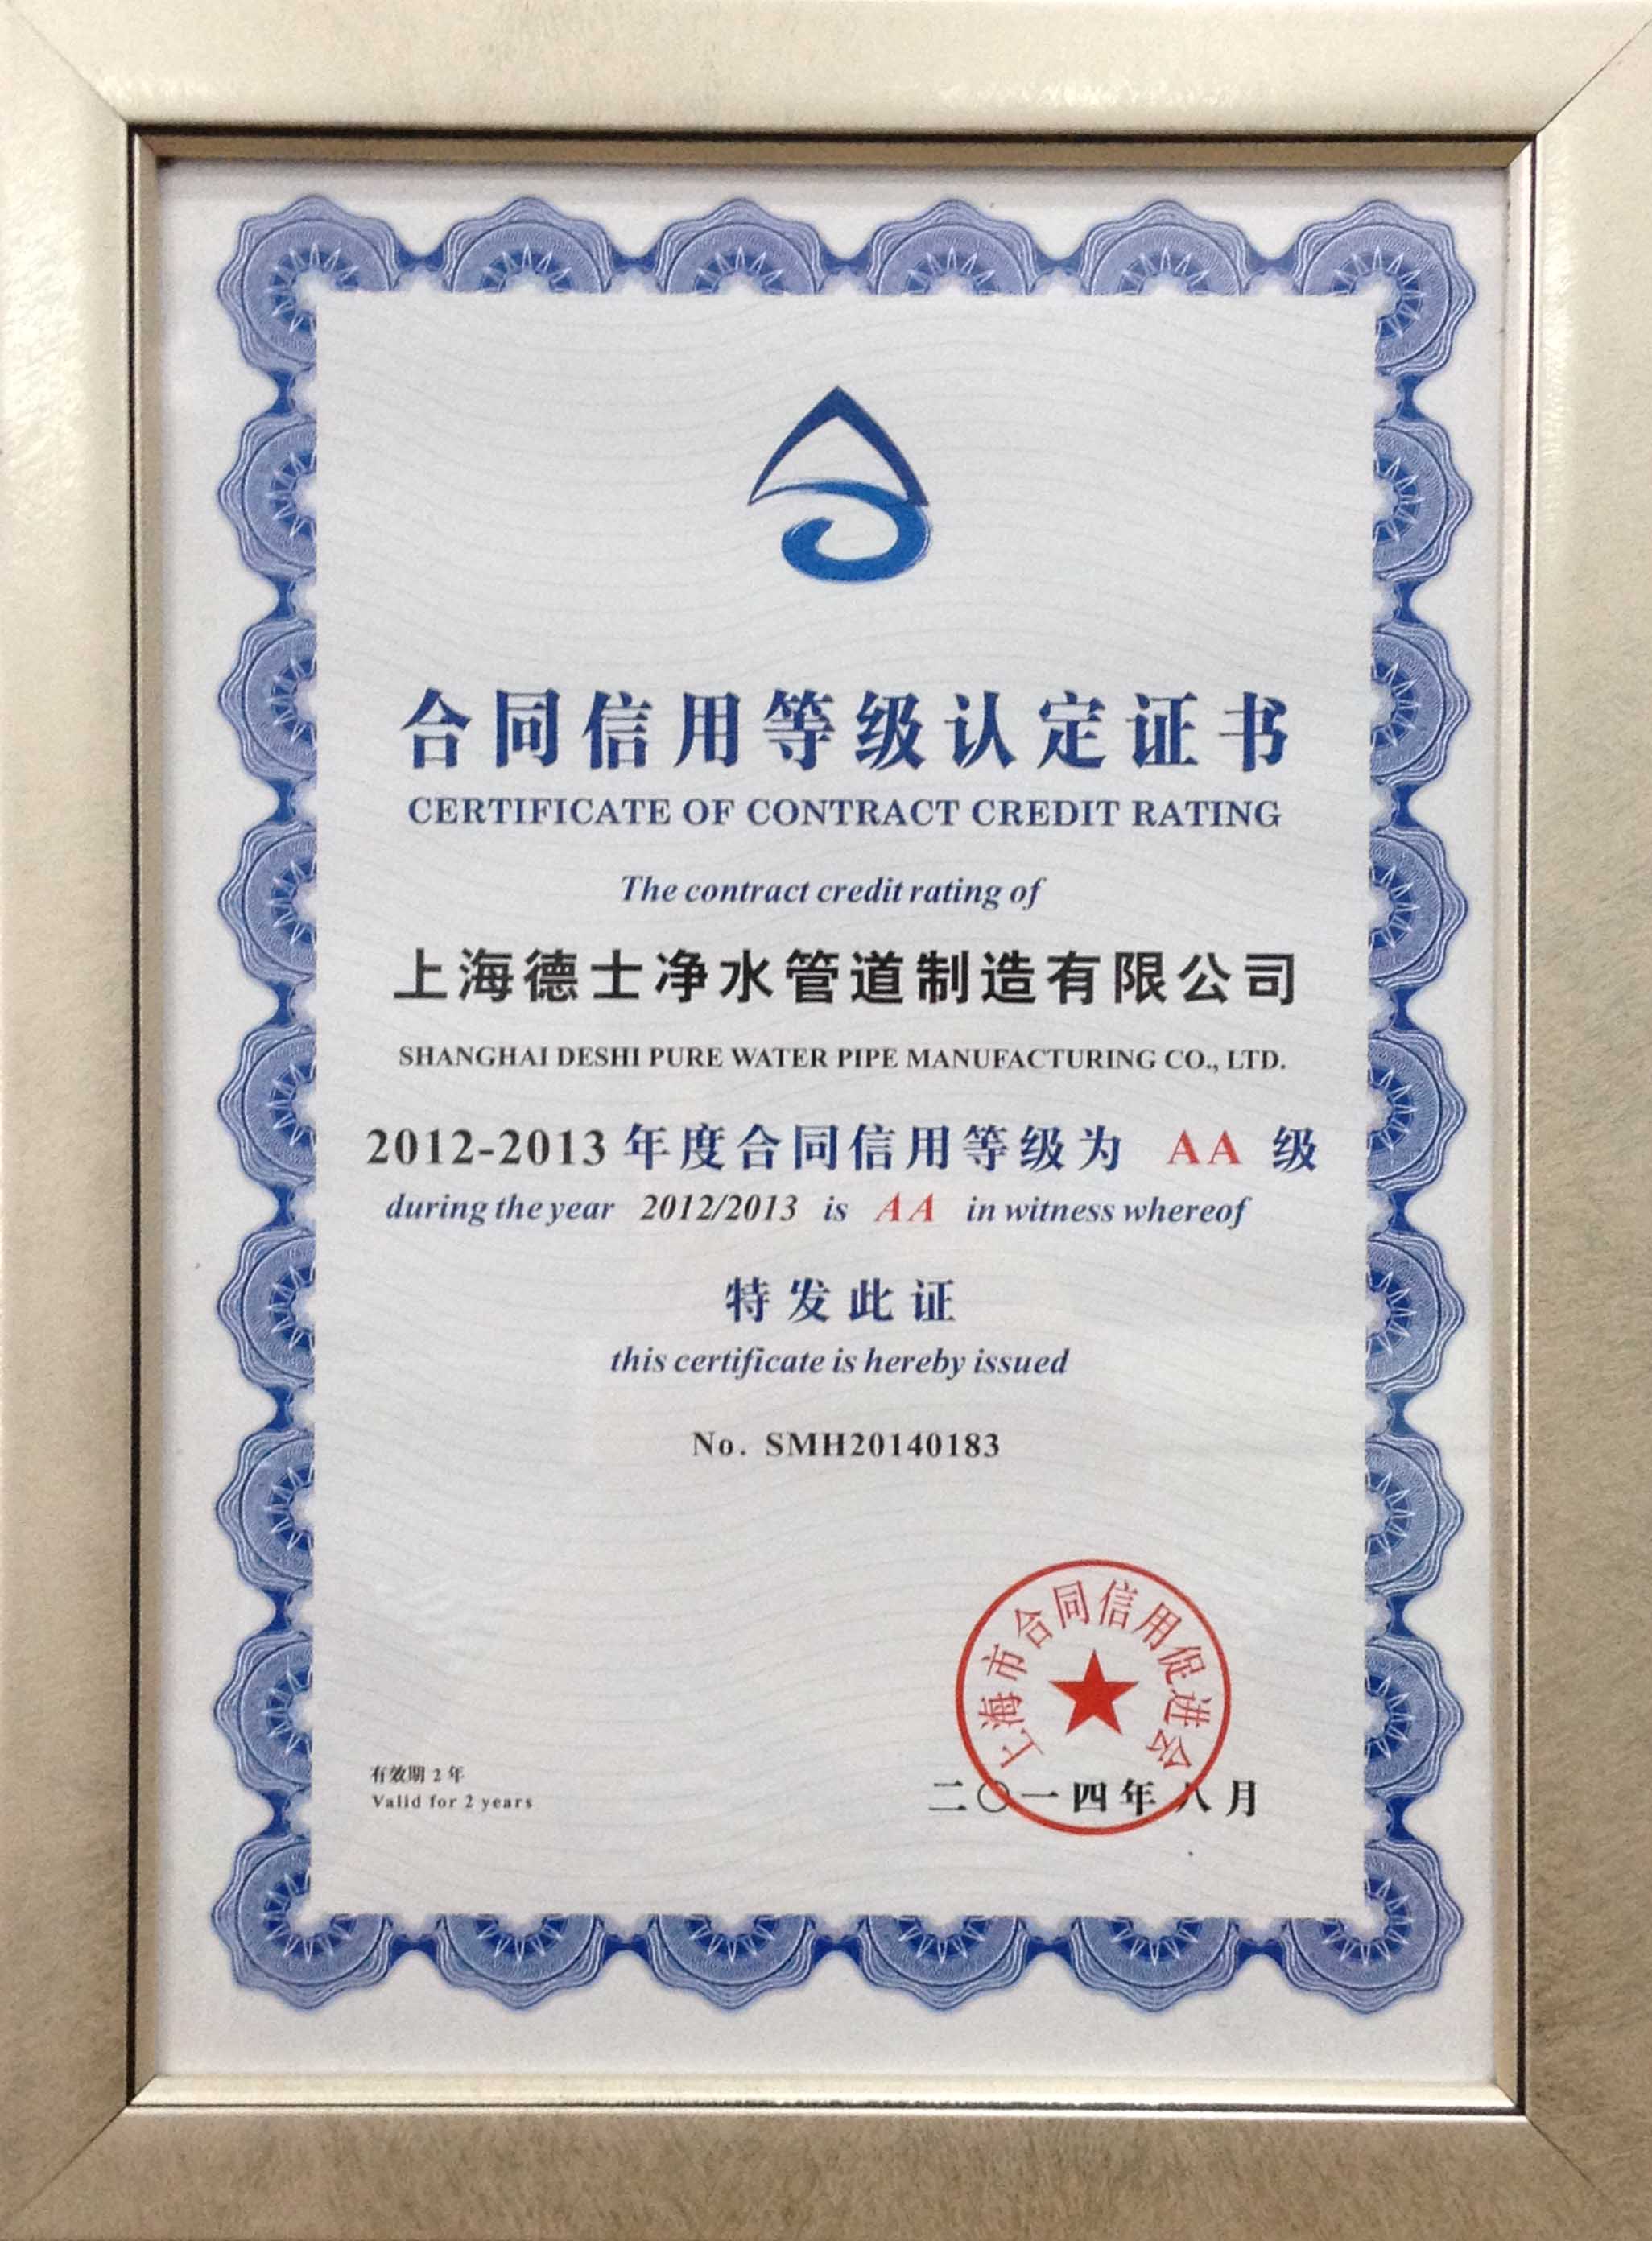 合同信用等级认定证书
CERTIFICATE OF CONTRACT CREDIT RATING
The contract credit rating of
上海德士净水管道制造有限公司
SHANGHAI DESHI PURE WATER PIPE MANUFACTURING CO., LTD.
2012-2013 年度合同信用等级为 AA 级
during the year 2012/2013 is AA in witness whereof
特发此证
this certificate is hereby issued
No. SMH20140183
上海市合同信用促进会
有效期 2 年
Valid for 2 years
二〇一四年八月